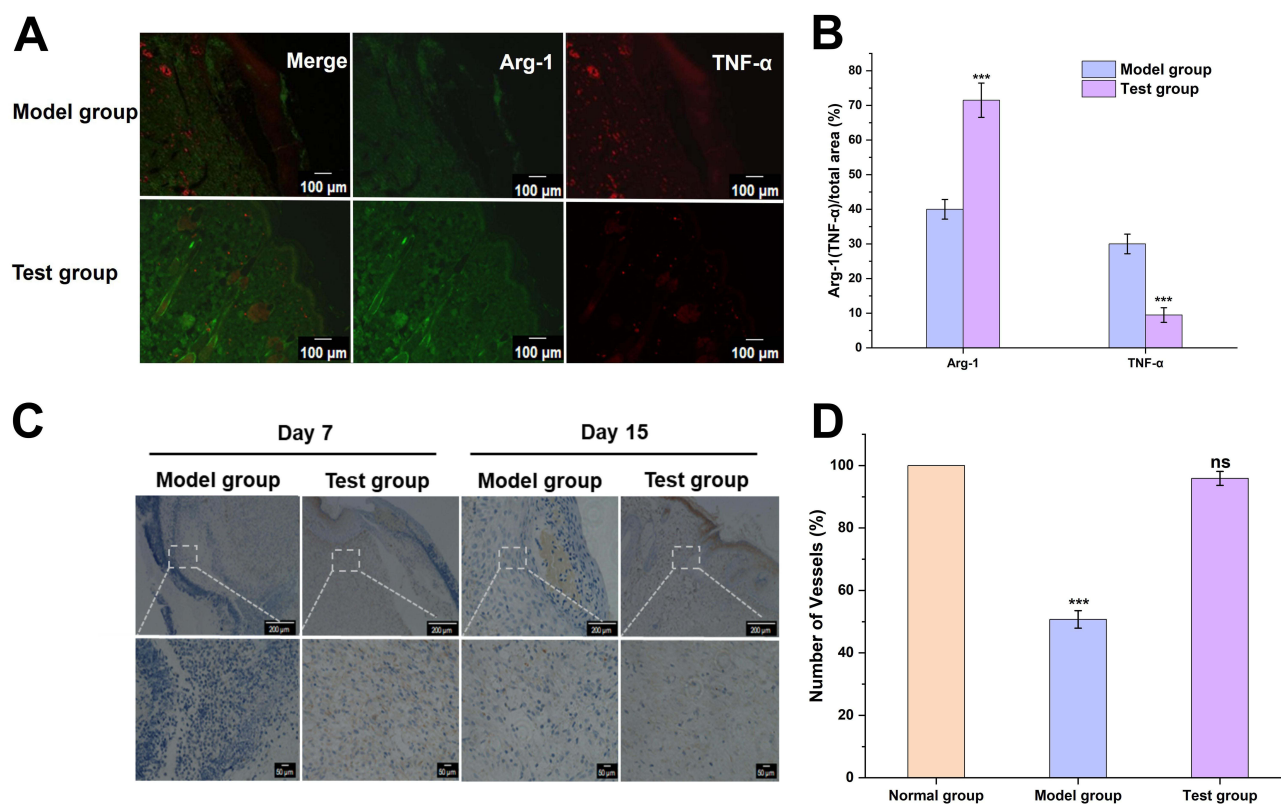 A
Merge
Arg-1
TNF-α
Model group
100 µm
100 µm
100 µm
Test group
100 µm
100 µm
100 µm
B
Model group
Test group
Arg-1(TNF-α)/total area (%)
80
70
60
50
40
30
20
10
0
***
***
Arg-1
TNF-α
C
Day 7
Day 15
Model group
Test group
Model group
Test group
200 µm
200 µm
200 µm
200 µm
50 µm
50 µm
50 µm
50 µm
D
Number of Vessels (%)
100
80
60
40
20
0
***
ns
Normal group
Model group
Test group